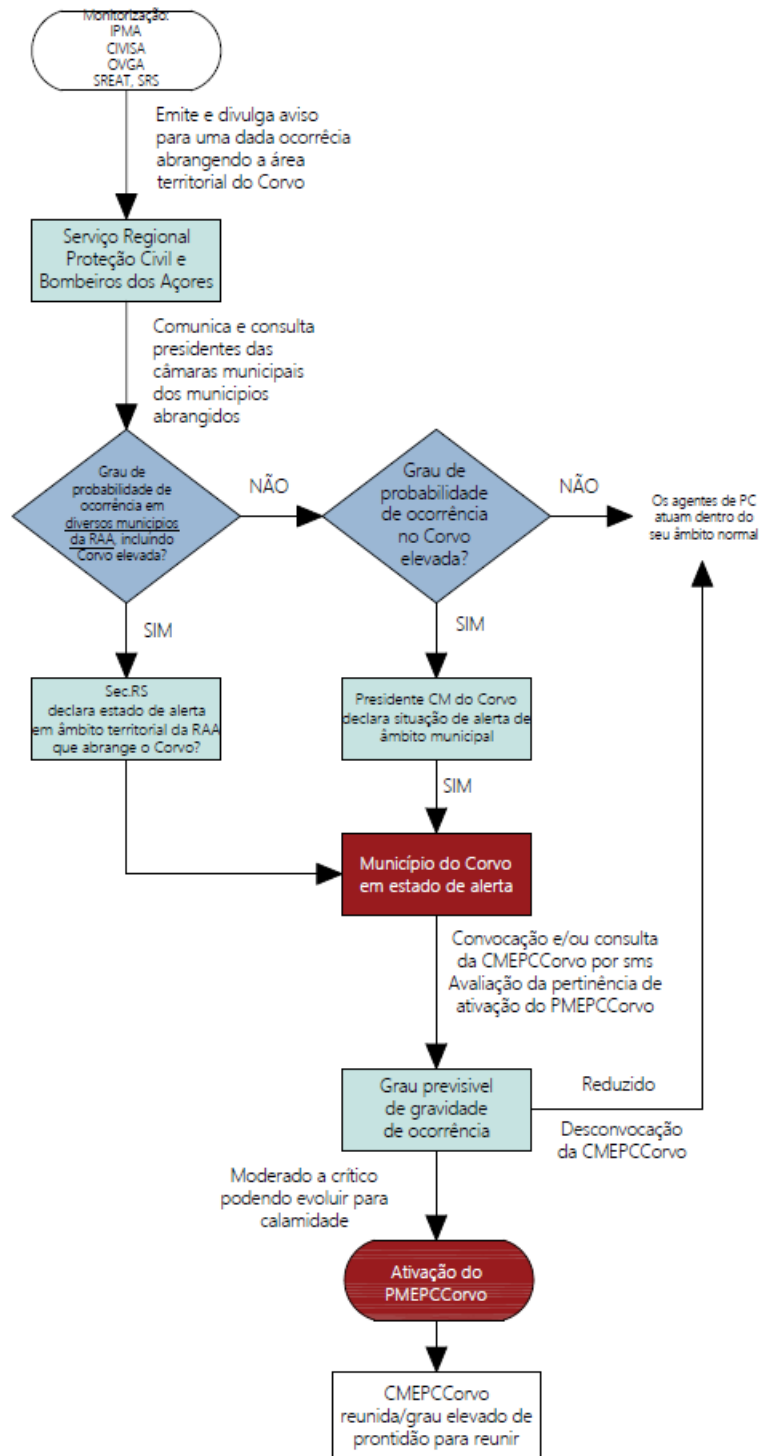 Monitorização:
IPMA
CIVISA
OVGA
SREAT, SRS
Emite e divulga aviso
para uma dada ocorrêcia
abrangendo a área
territorial do Corvo
Serviço Regional
Proteção Civil e
Bombeiros dos Açores
Comunica e consulta
presidentes das
câmaras municipais
dos municipios
abrangidos
Grau de
probabilidade de
ocorrência em
diversos municípios
da RAA, incluíndo
Corvo elevada?
NÃO
Grau de
probabilidade
de ocorrência
no Corvo
elevada?
NÃO
Os agentes de PC
atuam dentro do
seu âmbito normal
SIM
SIM
Sec.RS
declara estado de alerta
em âmbito territorial da RAA
que abrange o Corvo?
Presidente CM do Corvo
declara situação de alerta de
âmbito municipal
SIM
Município do Corvo
em estado de alerta
Convocação e/ou consulta
da CMEPCCorvo por sms
Avaliação da pertinência de
ativação do PMEPCCorvo
Grau previsivel
de gravidade
de ocorrência
Reduzido
Desconvocação
da CMEPCCorvo
Moderado a crítico
podendo evoluir para
calamidade
Ativação do
PMEPCCorvo
CMEPCCorvo
reunida/grau elevado de
prontidão para reunir